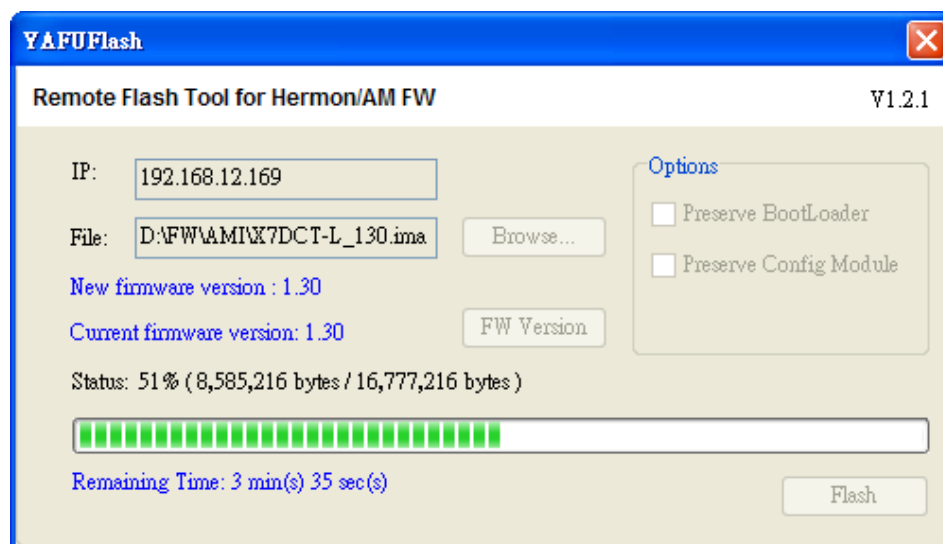 YAFUFlash
Remote Flash Tool for Hermon/AM FW V1.2.1
IP: 192.168.12.169
File: D:\FW\AMI\X7DCT-L_130.ima Browse...
Options
Preserve BootLoader
Preserve Config Module
New firmware version : 1.30
Current firmware version: 1.30 FW Version
Status: 51% ( 8,585,216 bytes / 16,777,216 bytes )
Remaining Time: 3 min(s) 35 sec(s)
Flash